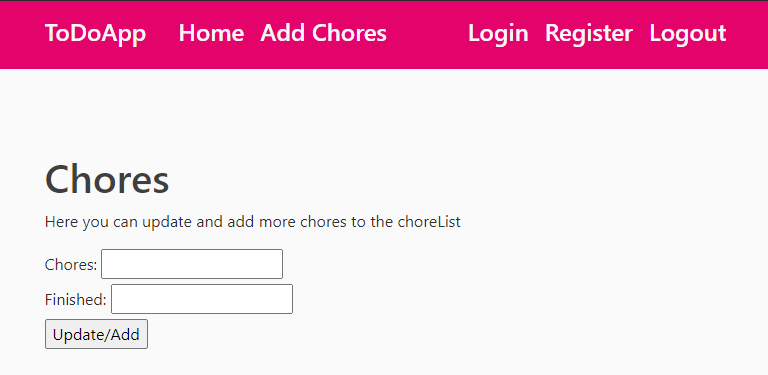 ToDoApp Home Add Chores Login Register Logout
Chores
Here you can update and add more chores to the choreList
Chores:
Finished:
Update/Add